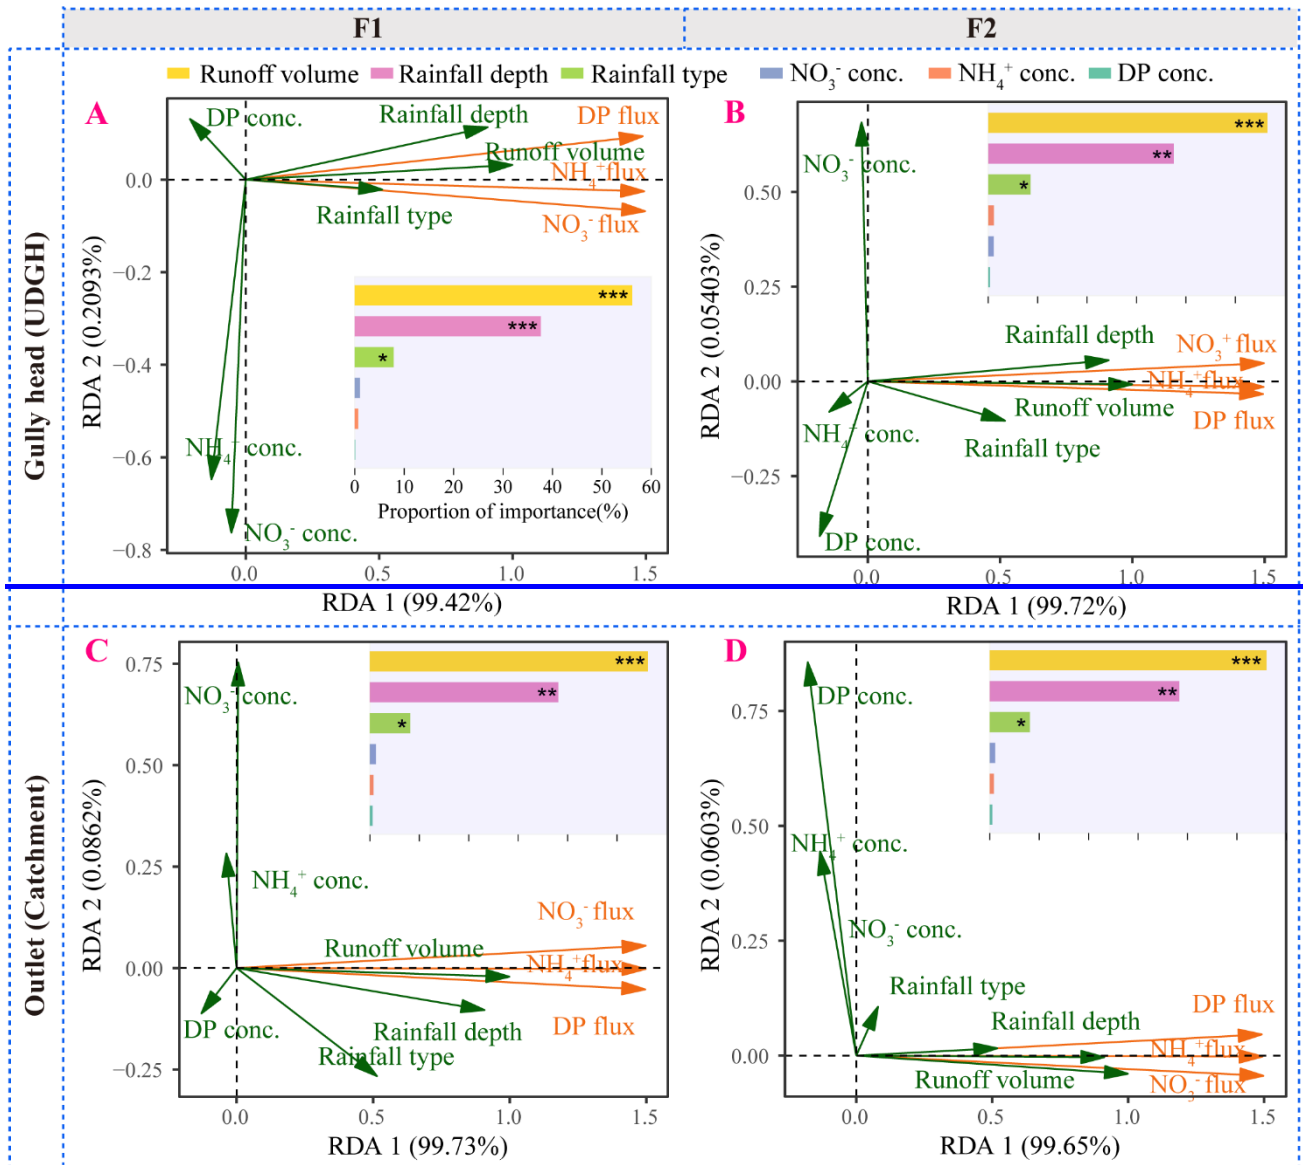 F1
F2
Runoff volume
Rainfall depth
Rainfall type
NO₃⁻ conc.
NH₄⁺ conc.
DP conc.
Gully head (UDGH)
A
DP conc.
Rainfall depth
DP flux
Runoff volume
NH₄⁺flux
Rainfall type
NO₃⁻ flux
NH₄⁺ conc.
NO₃⁻ conc.
***
***
*
0 10 20 30 40 50 60
Proportion of importance(%)
0.0
−0.2
−0.4
−0.6
−0.8
RDA 2 (0.2093%)
0.0 0.5 1.0 1.5
RDA 1 (99.42%)
B
NO₃⁻ conc.
***
**
*
Rainfall depth
NO₃⁺ flux
NH₄⁺flux
Runoff volume
DP flux
NH₄⁺ conc.
Rainfall type
DP conc.
0.50
0.25
0.00
−0.25
RDA 2 (0.05403%)
0.0 0.5 1.0 1.5
RDA 1 (99.72%)
Outlet (Catchment)
C
NO₃⁻ conc.
***
**
*
NH₄⁺ conc.
NO₃⁻ flux
Runoff volume
NH₄⁺flux
DP conc.
Rainfall depth
DP flux
Rainfall type
0.75
0.50
0.25
0.00
−0.25
RDA 2 (0.0862%)
0.0 0.5 1.0 1.5
RDA 1 (99.73%)
D
DP conc.
***
**
*
NH₄⁺ conc.
NO₃⁻ conc.
Rainfall type
DP flux
Rainfall depth
NH₄⁺flux
Runoff volume
NO₃⁻flux
0.75
0.50
0.25
0.00
RDA 2 (0.0603%)
0.0 0.5 1.0 1.5
RDA 1 (99.65%)